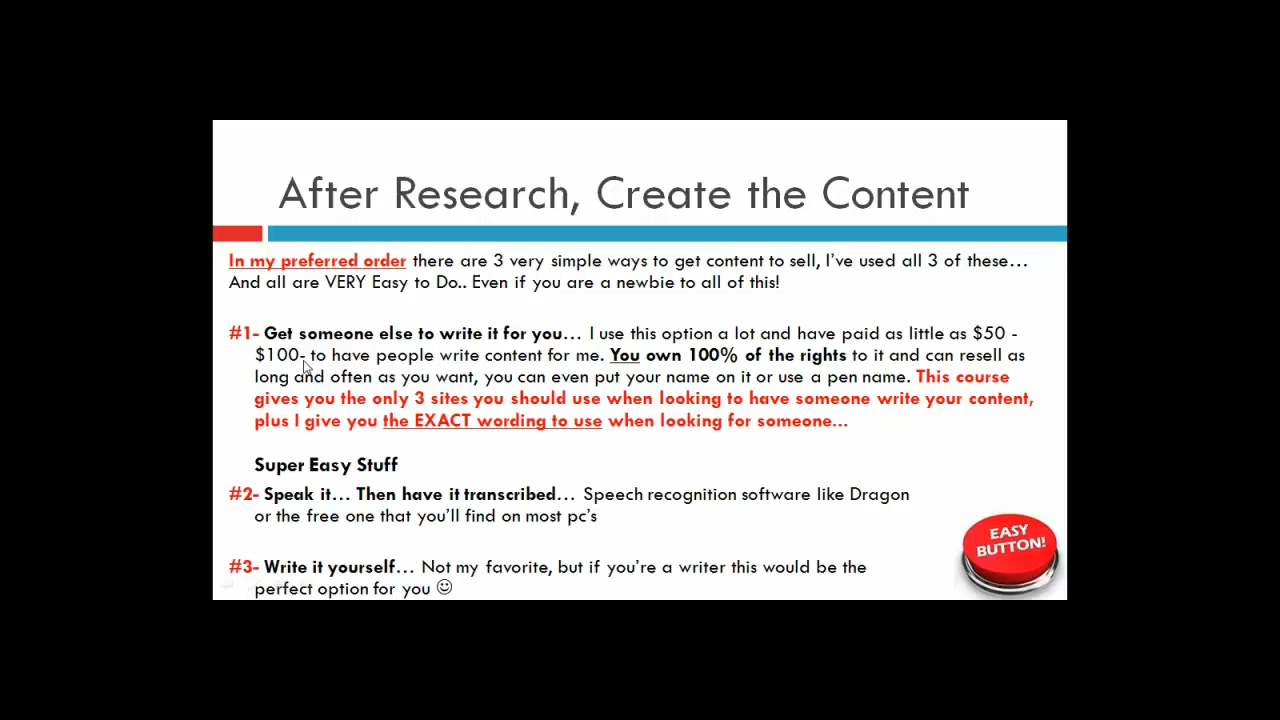 After Research, Create the Content
In my preferred order there are 3 very simple ways to get content to sell, I've used all 3 of these…
And all are VERY Easy to Do.. Even if you are a newbie to all of this!
#1- Get someone else to write it for you… I use this option a lot and have paid as little as $50 -
$100- to have people write content for me. You own 100% of the rights to it and can resell as
long and often as you want, you can even put your name on it or use a pen name. This course
gives you the only 3 sites you should use when looking to have someone write your content,
plus I give you the EXACT wording to use when looking for someone…
Super Easy Stuff
#2- Speak it… Then have it transcribed… Speech recognition software like Dragon
or the free one that you'll find on most pc's
EASY
BUTTON!
#3- Write it yourself… Not my favorite, but if you're a writer this would be the
perfect option for you ☺